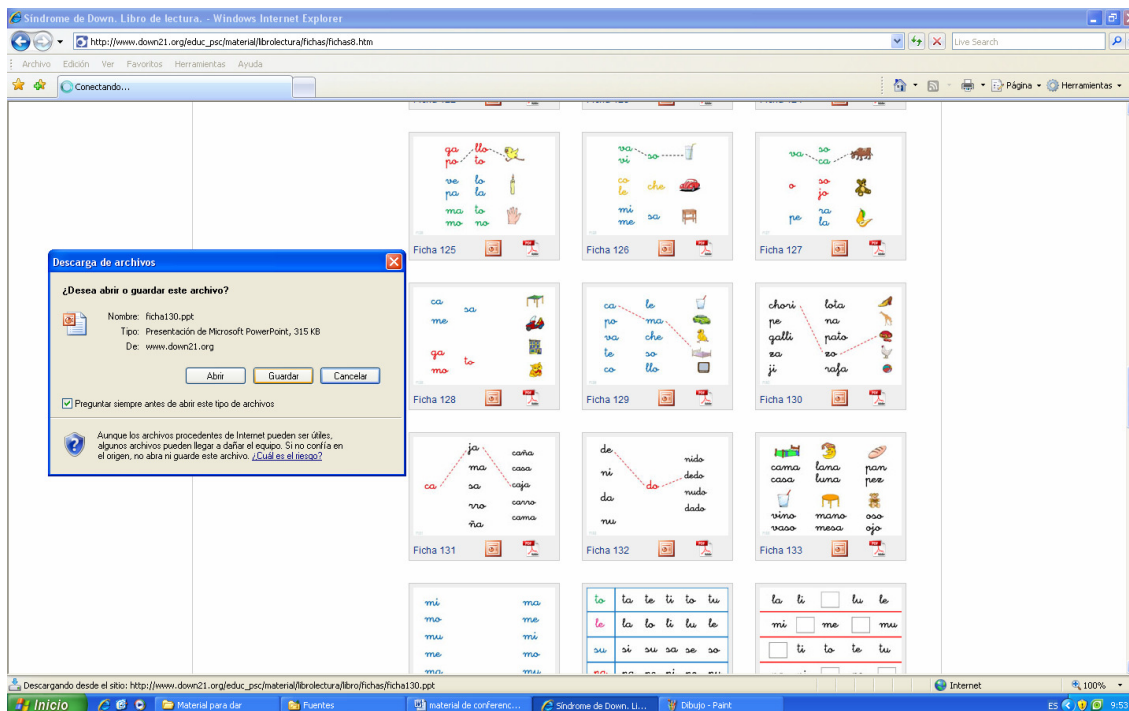 Síndrome de Down. Libro de lectura. - Windows Internet Explorer
http://www.down21.org/educ_psc/material/librolectura/fichas/fichas8.htm
Live Search
Archivo Edición Ver Favoritos Herramientas Ayuda
Conectando...
Página Herramientas
ga llo
po to
ve lo
pa la
ma to
mo no
Ficha 125
va so
vi
co che
le
mi sa
me
Ficha 126
va so
ca
o so
jo
pe ra
la
Ficha 127
Descarga de archivos
¿Desea abrir o guardar este archivo?
Nombre: ficha130.ppt
Tipo: Presentación de Microsoft PowerPoint, 315 KB
De: www.down21.org
Abrir Guardar Cancelar
Preguntar siempre antes de abrir este tipo de archivos
Aunque los archivos procedentes de Internet pueden ser útiles,
algunos archivos pueden llegar a dañar el equipo. Si no confía en
el origen, no abra ni guarde este archivo. ¿Cuál es el riesgo?
ca sa
me
ga to
mo
Ficha 128
ca le
po ma
va che
te so
co llo
Ficha 129
chori lota
pe na
galli pato
za zo
ji rafa
Ficha 130
ja caña
ma casa
ca sa caja
rro carro
ña cama
Ficha 131
de nido
ni dedo
da do nudo
nu dado
Ficha 132
cama lana pan
casa luna pez
vino mano oso
vaso mesa ojo
Ficha 133
mi ma
mo me
mu mi
me mo
ma mu
to ta te ti to tu
le la lo li lu le
su si su sa se so
la li lu le
mi me mu
ti to te tu
Descargando desde el sitio: http://www.down21.org/educ_psc/material/librolectura/libro/fichas/ficha130.ppt
Internet 100%
Inicio Material para dar Fuentes material de conferenc... Síndrome de Down. Li... Dibujo - Paint ES 9:53